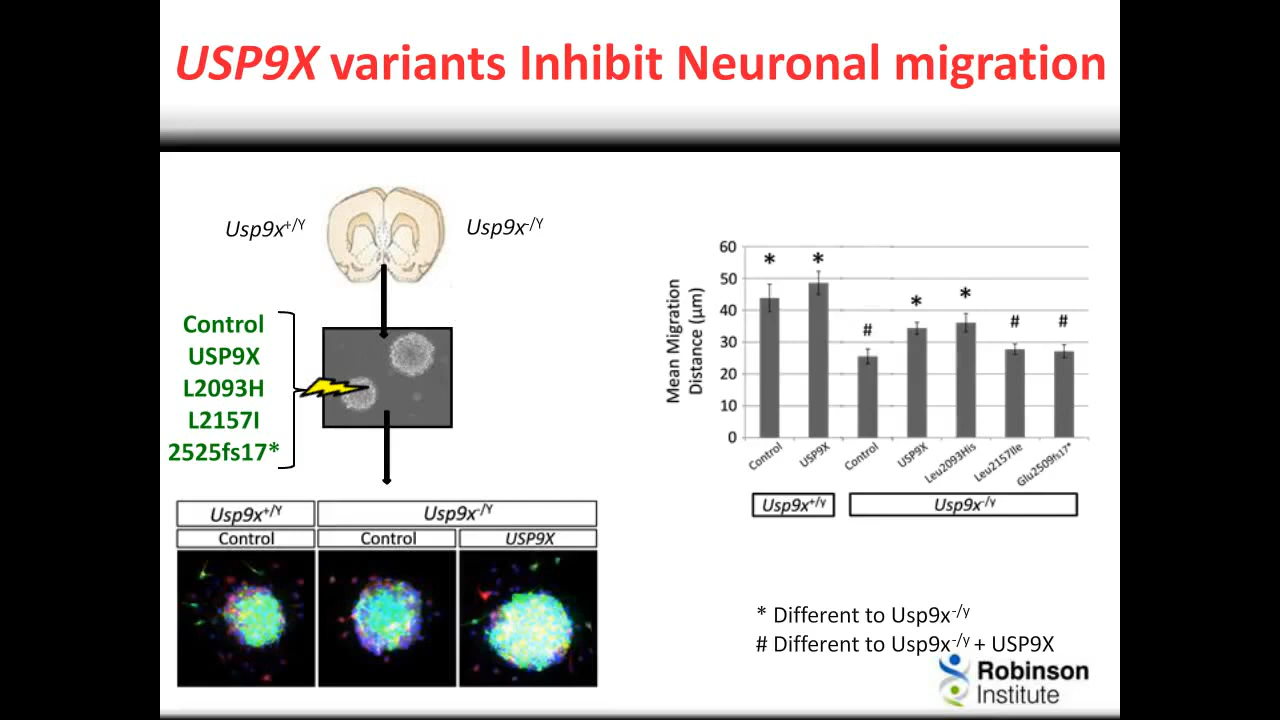 USP9X variants Inhibit Neuronal migration
Usp9x+/Y
Usp9x-/Y
Control
USP9X
L2093H
L2157I
2525fs17*
Usp9x+/Y
Usp9x-/Y
Control
Control
USP9X
Mean Migration
Distance (µm)
60
50
40
30
20
10
0
* * # * * # #
Control
USP9X
Control
USP9X
Leu2093His
Leu2157Ile
Glu2509fs17*
Usp9x+/y
Usp9x-/y
* Different to Usp9x-/y
# Different to Usp9x-/y + USP9X
Robinson
Institute